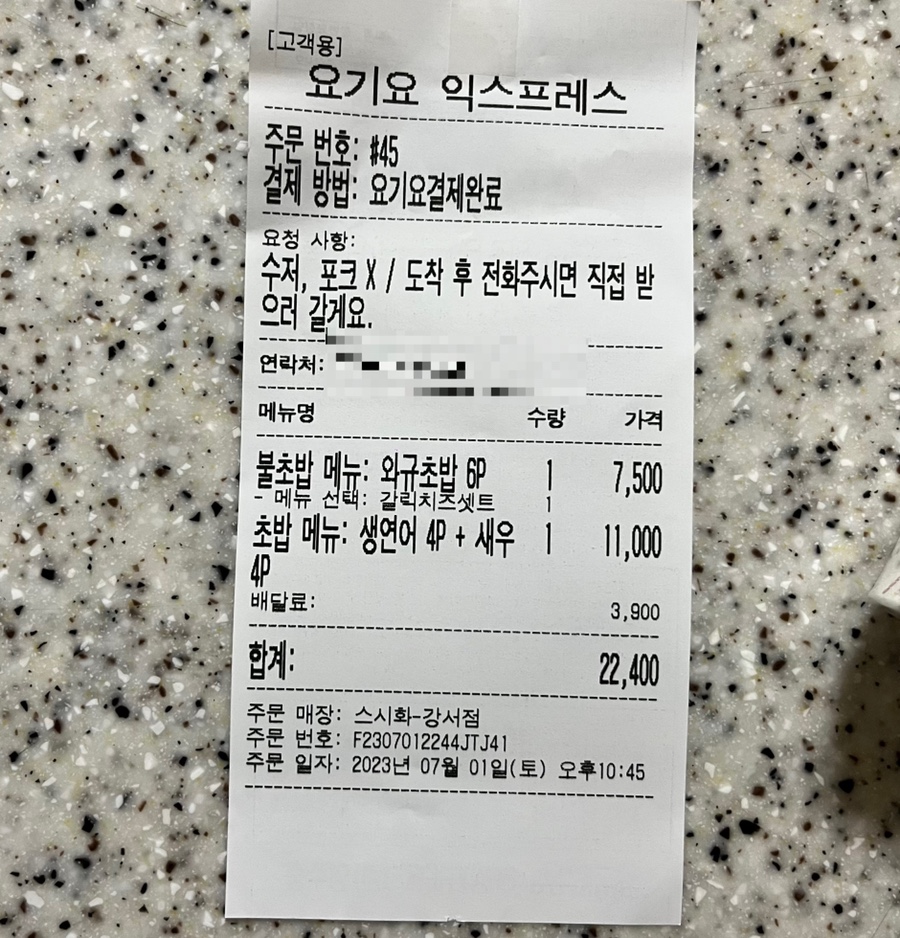 [고객용]
요기요 익스프레스
주문 번호: #45
결제 방법: 요기요결제완료
요청 사항:
수저, 포크 X / 도착 후 전화주시면 직접 받
으러 갈게요.
연락처:
메뉴명 수량 가격
불초밥 메뉴: 와규초밥 6P 1 7,500
- 메뉴 선택: 갈릭치즈셋트 1
초밥 메뉴: 생연어 4P + 새우 1 11,000
4P
배달료: 3,900
합계: 22,400
주문 매장: 스시화-강서점
주문 번호: F2307012244JTJ41
주문 일자: 2023년 07월 01일(토) 오후10:45